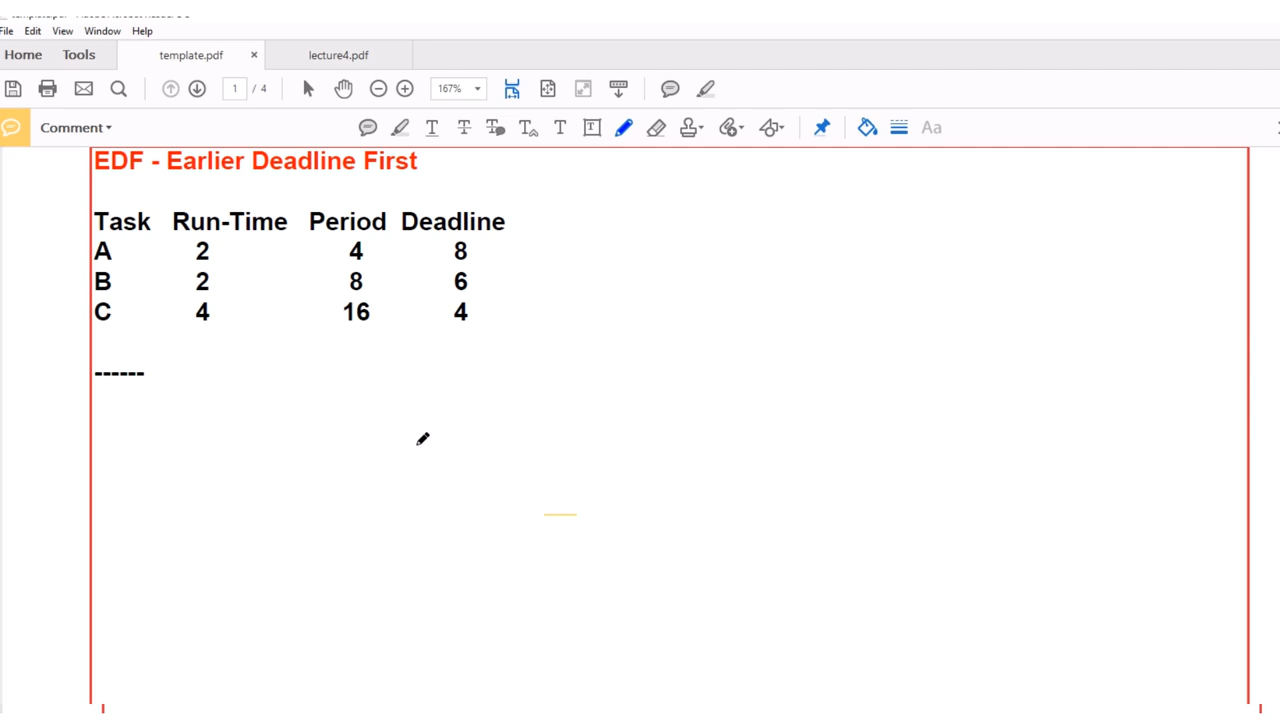 File Edit View Window Help
Home Tools template.pdf × lecture4.pdf
1 / 4 167%
Comment T T T T T Aa
EDF - Earlier Deadline First
Task Run-Time Period Deadline
A 2 4 8
B 2 8 6
C 4 16 4
------